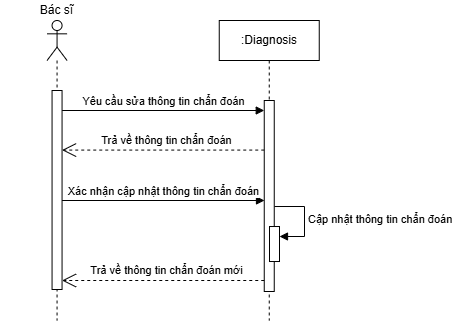 Bác sĩ
:Diagnosis
Yêu cầu sửa thông tin chẩn đoán
Trả về thông tin chẩn đoán
Xác nhận cập nhật thông tin chẩn đoán
Cập nhật thông tin chẩn đoán
Trả về thông tin chẩn đoán mới